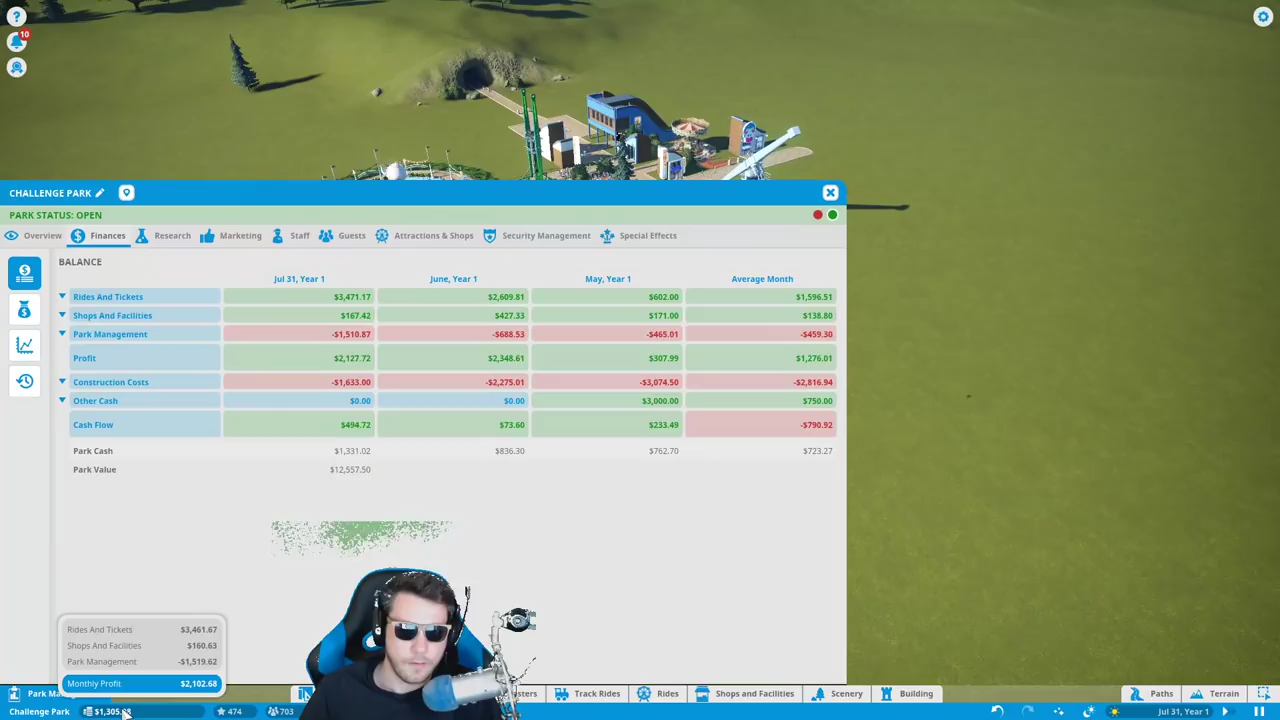 10
CHALLENGE PARK
PARK STATUS: OPEN
Overview Finances Research Marketing Staff Guests Attractions & Shops Security Management Special Effects
BALANCE
Jul 31, Year 1 June, Year 1 May, Year 1 Average Month
Rides And Tickets $3,471.17 $2,609.81 $602.00 $1,596.51
Shops And Facilities $167.42 $427.33 $171.00 $138.80
Park Management -$1,510.87 -$688.53 -$465.01 -$459.30
Profit $2,127.72 $2,348.61 $307.99 $1,276.01
Construction Costs -$1,633.00 -$2,275.01 -$3,074.50 -$2,816.94
Other Cash $0.00 $0.00 $3,000.00 $750.00
Cash Flow $494.72 $73.60 $233.49 -$790.92
Park Cash $1,331.02 $836.30 $762.70 $723.27
Park Value $12,557.50
Rides And Tickets $3,461.67
Shops And Facilities $160.63
Park Management -$1,519.62
Monthly Profit $2,102.68
Park Track Rides Rides Shops and Facilities Scenery Building Paths Terrain
Challenge Park 474 703 Jul 31, Year 1